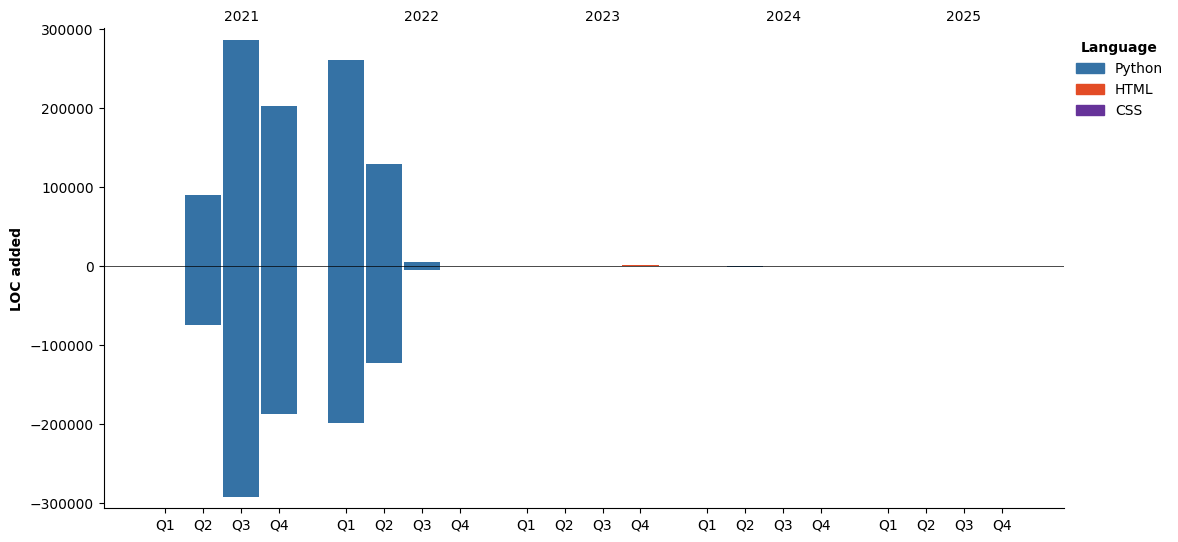 2021 2022 2023 2024 2025
Language
Python
HTML
CSS
LOC added
300000
200000
100000
0
−100000
−200000
−300000
Q1 Q2 Q3 Q4 Q1 Q2 Q3 Q4 Q1 Q2 Q3 Q4 Q1 Q2 Q3 Q4 Q1 Q2 Q3 Q4